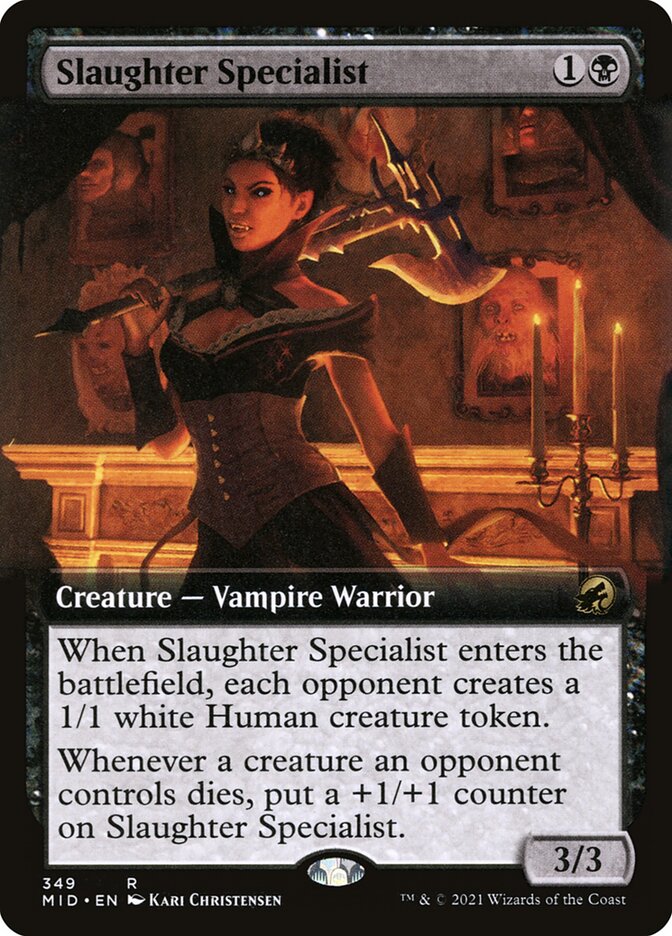 Slaughter Specialist 1
Creature — Vampire Warrior
When Slaughter Specialist enters the
battlefield, each opponent creates a
1/1 white Human creature token.
Whenever a creature an opponent
controls dies, put a +1/+1 counter
on Slaughter Specialist.
3/3
349 R
MID • EN Kari Christensen
™ & © 2021 Wizards of the Coast